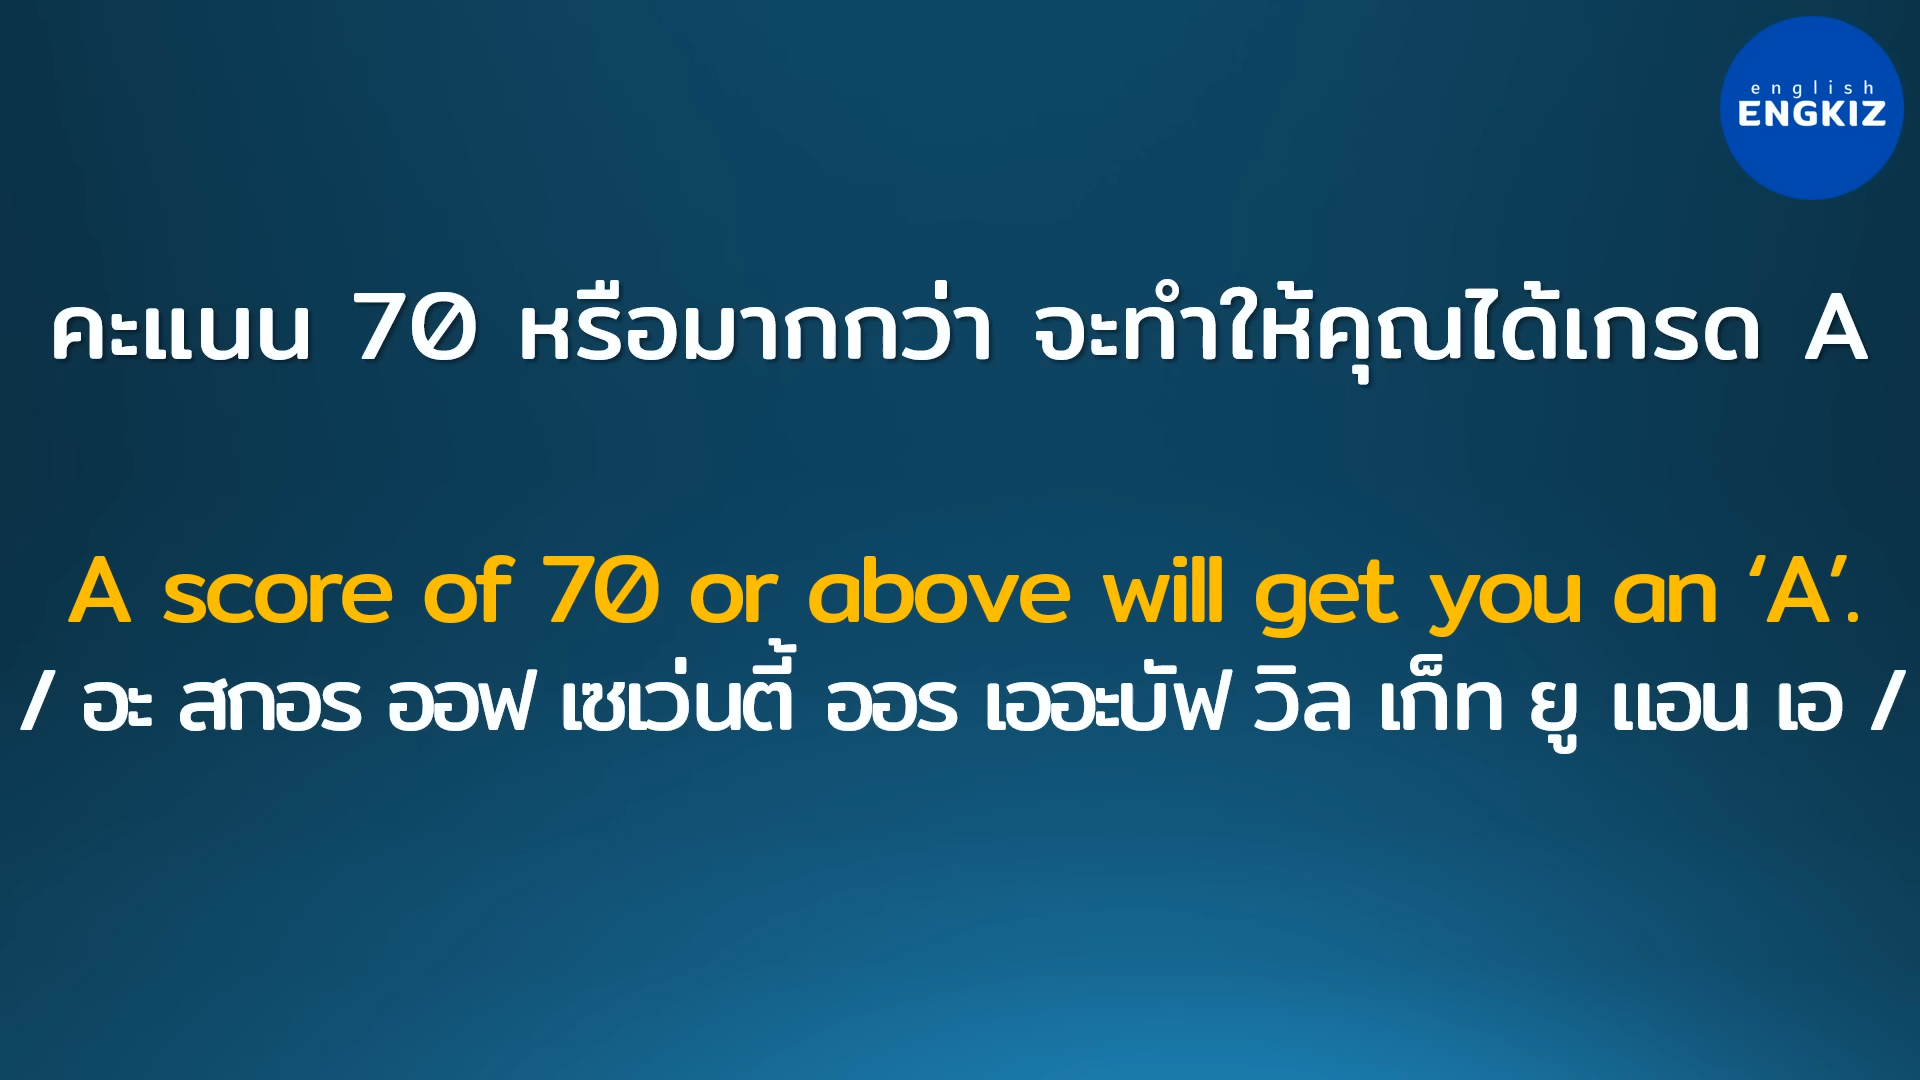 english
ENGKIZ
คะแนน 70 หรือมากกว่า จะทำให้คุณได้เกรด A
A score of 70 or above will get you an ‘A’.
/ อะ สกอร ออฟ เซเว่นตี้ ออร เออะบัฟ วิล เก็ท ยู แอน เอ /